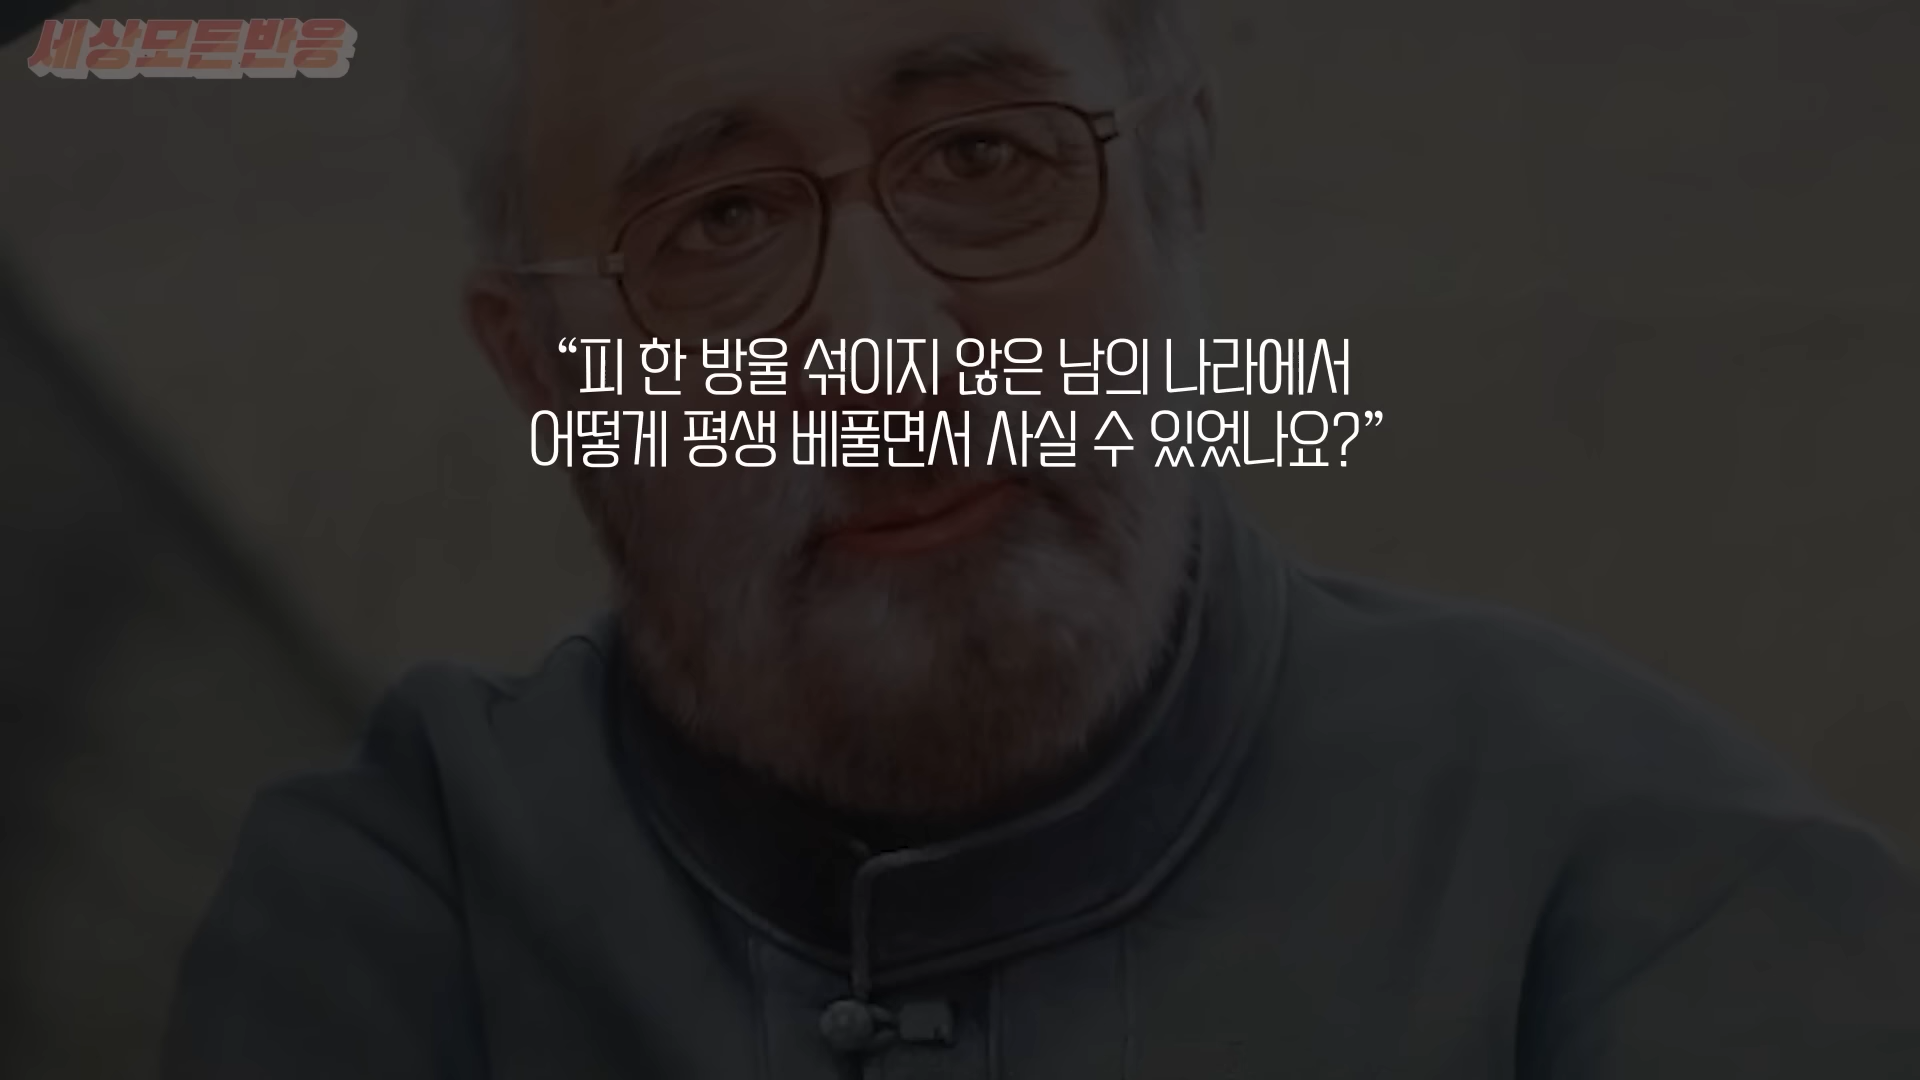 세상모든반응
“피 한 방울 섞이지 않은 남의 나라에서
어떻게 평생 베풀면서 사실 수 있었나요?”